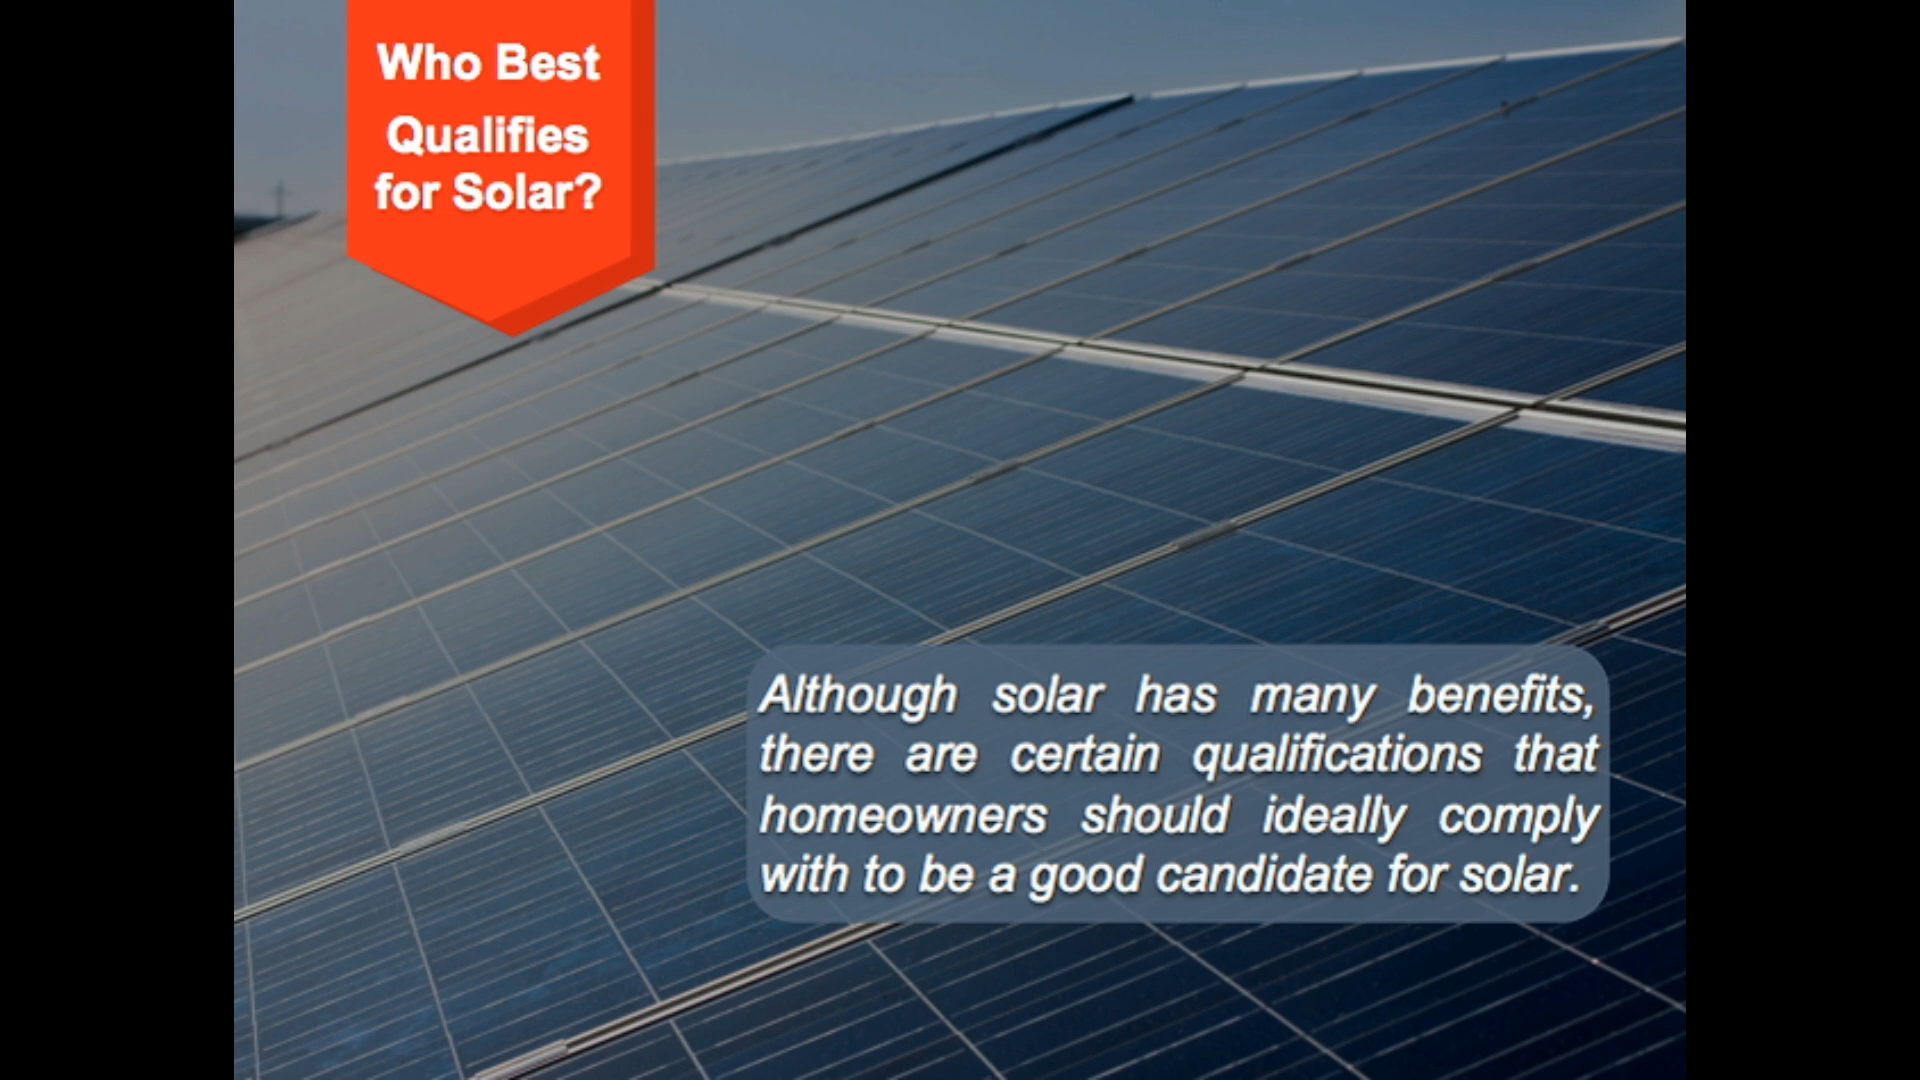 Who Best
Qualifies
for Solar?
Although solar has many benefits,
there are certain qualifications that
homeowners should ideally comply
with to be a good candidate for solar.